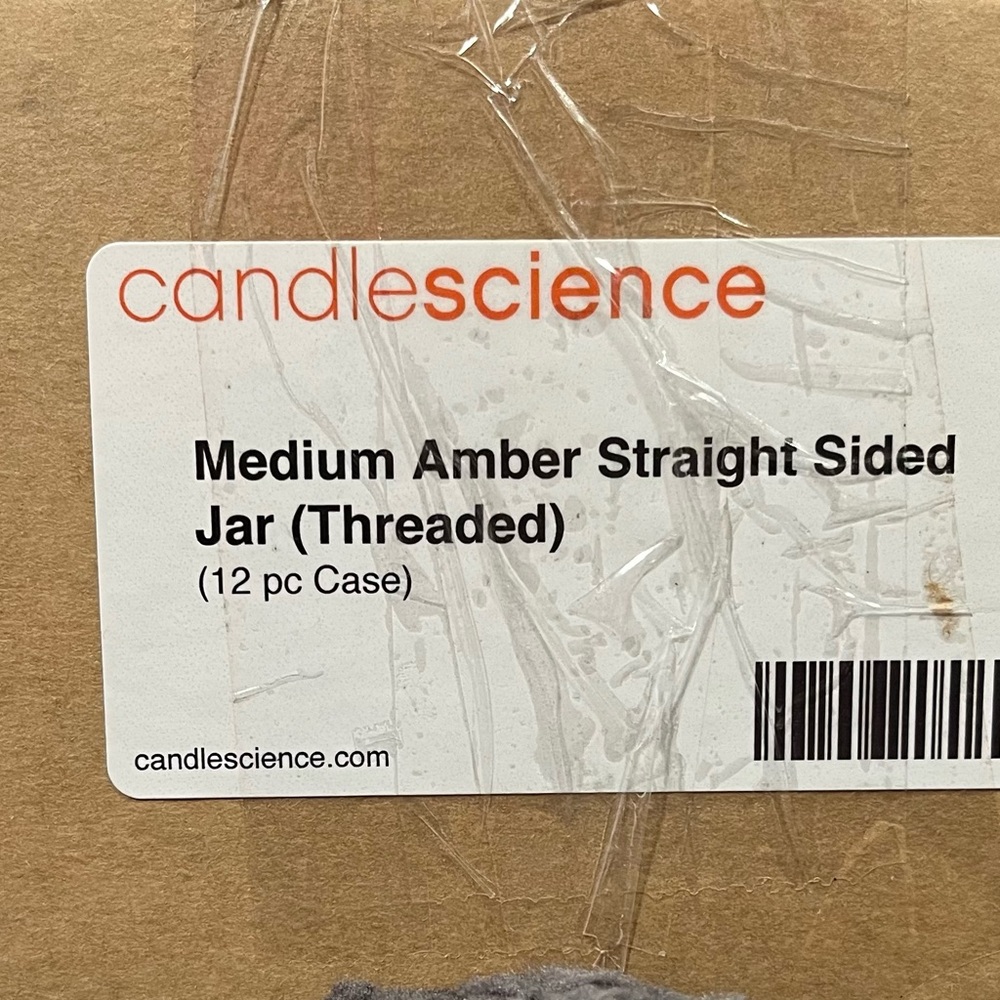 candlescience
Medium Amber Straight Sided
Jar (Threaded)
(12 pc Case)
candlescience.com